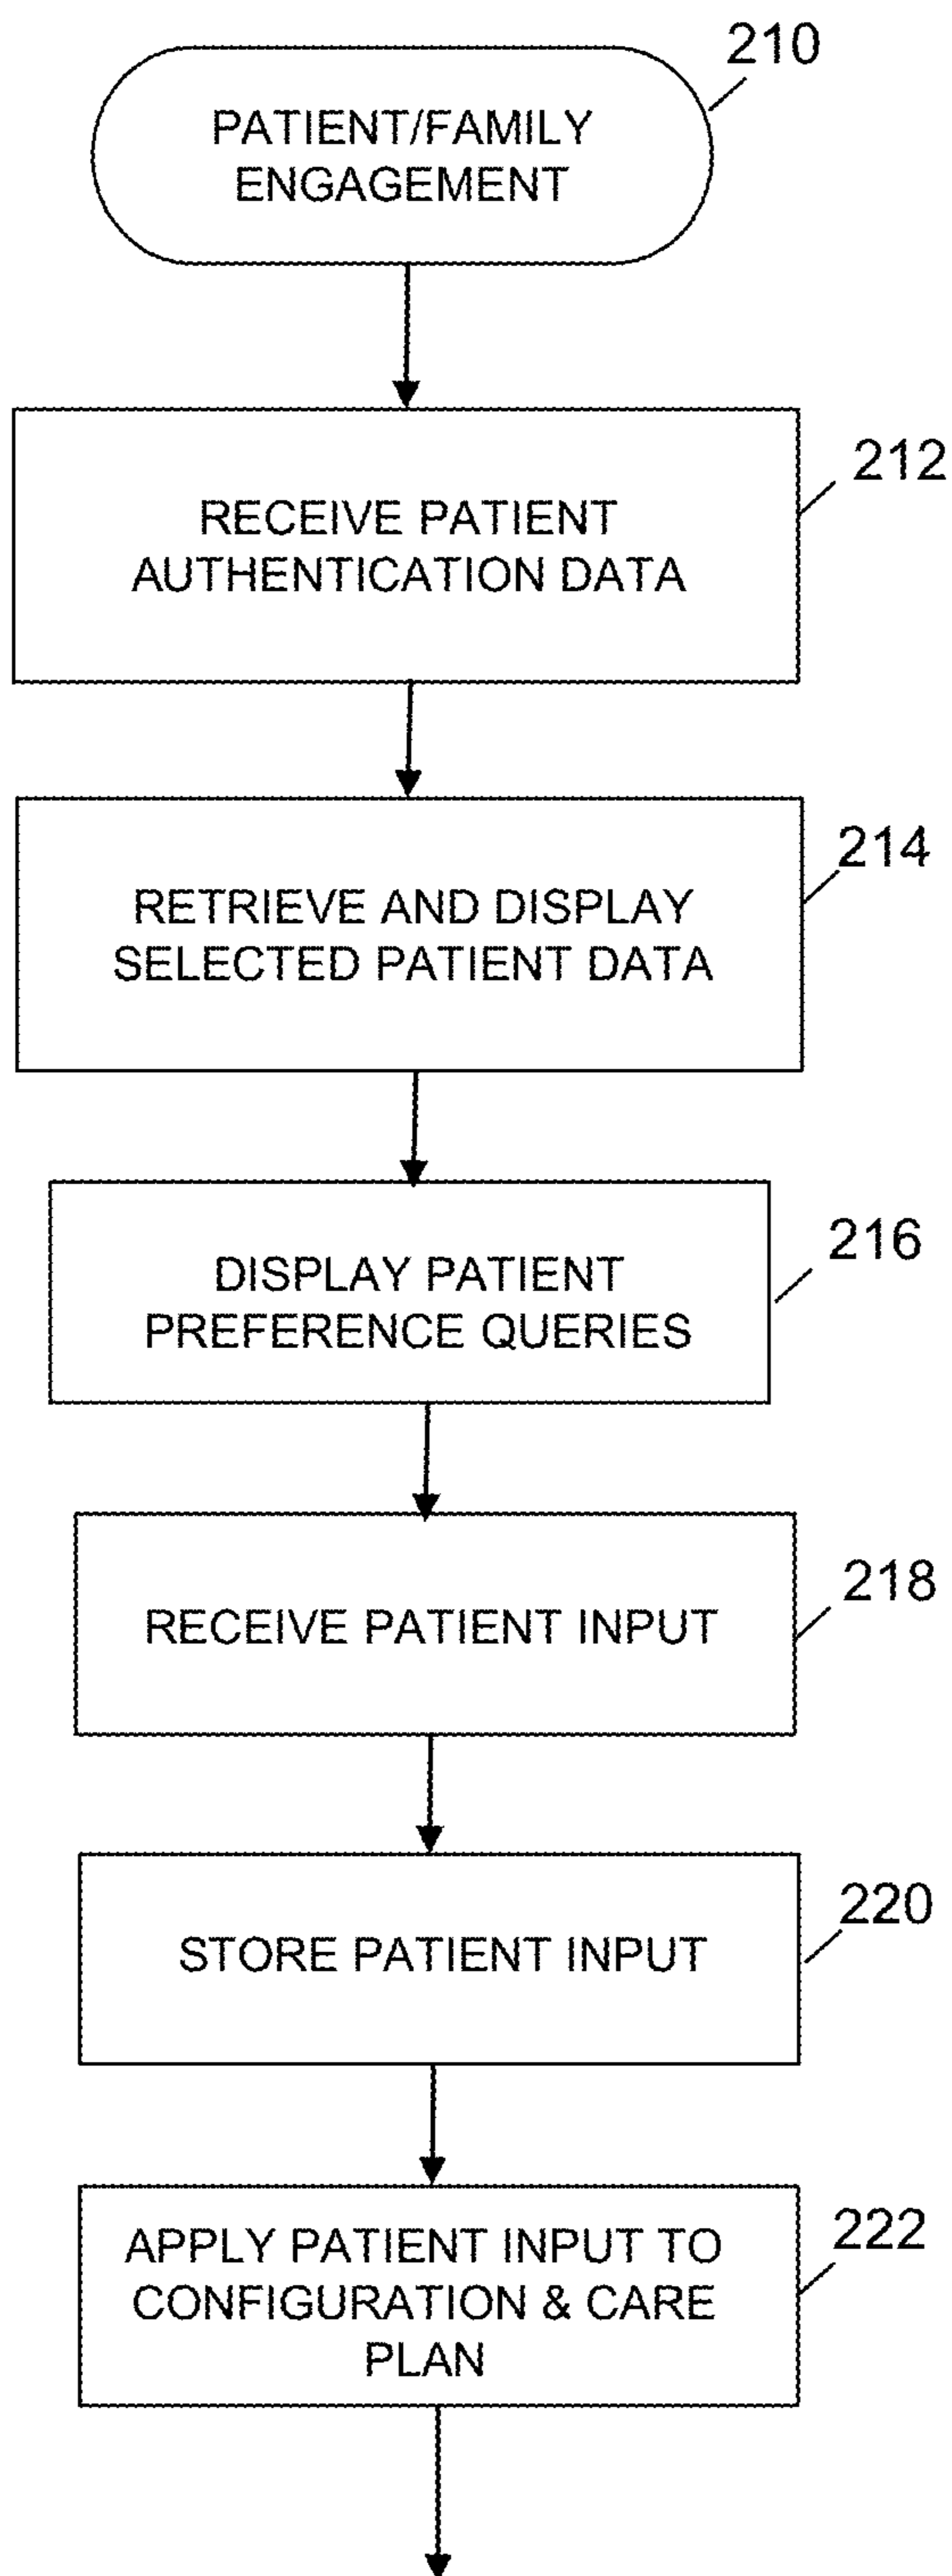 210
PATIENT/FAMILY
ENGAGEMENT
212
RECEIVE PATIENT
AUTHENTICATION DATA
214
RETRIEVE AND DISPLAY
SELECTED PATIENT DATA
216
DISPLAY PATIENT
PREFERENCE QUERIES
218
RECEIVE PATIENT INPUT
220
STORE PATIENT INPUT
222
APPLY PATIENT INPUT TO
CONFIGURATION & CARE
PLAN